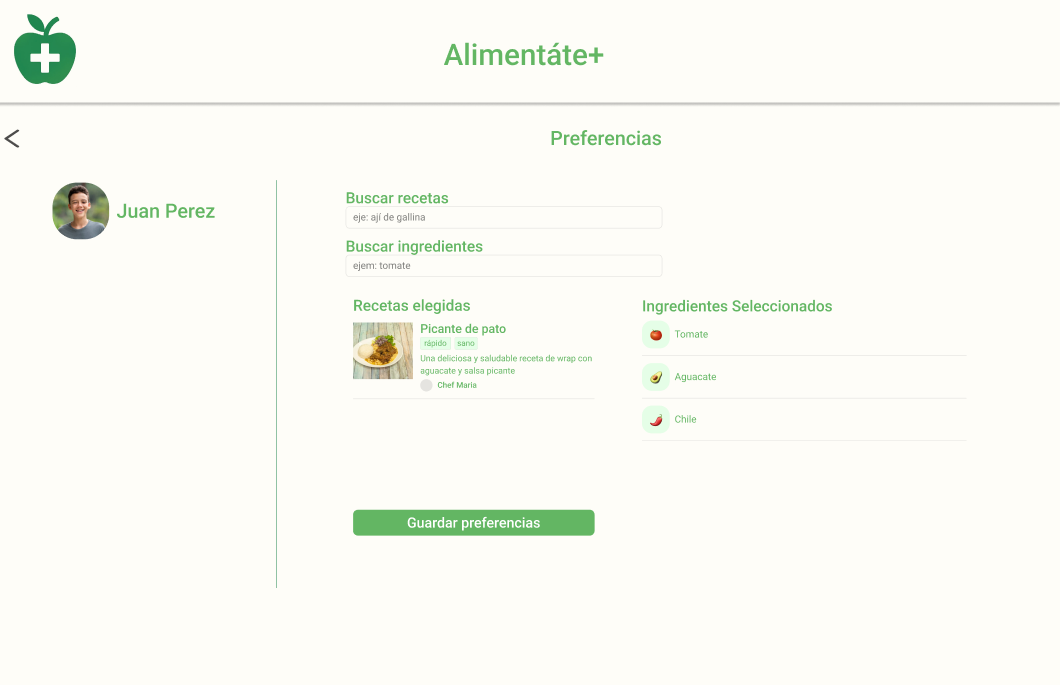 Alimentáte+
Preferencias
Juan Perez
Buscar recetas
eje: ají de gallina
Buscar ingredientes
ejem: tomate
Recetas elegidas
Picante de pato
rápido sano
Una deliciosa y saludable receta de wrap con
aguacate y salsa picante
Chef Maria
Ingredientes Seleccionados
Tomate
Aguacate
Chile
Guardar preferencias